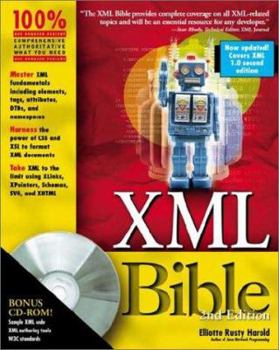 100%
COMPREHENSIVE
AUTHORITATIVE
WHAT YOU NEED
"The XML Bible provides complete coverage on all XML-related
topics and will be an essential resource for any developer."
Technical Editor, XML Journal
Master XML
fundamentals
including elements,
tags, attributes,
DTDs, and
namespaces
Harness the
power of CSS and
XSL to format
XML documents
Take XML to the
limit using XLinks,
XPointers, Schemas,
SVG, and XHTML
Now updated!
Covers XML
1.0 second
edition
XML
Bible
2nd Edition
BONUS
CD-ROM!
Sample XML code
XML authoring tools
W3C standards
Elliotte Rusty Harold
Author of Java Network Programming